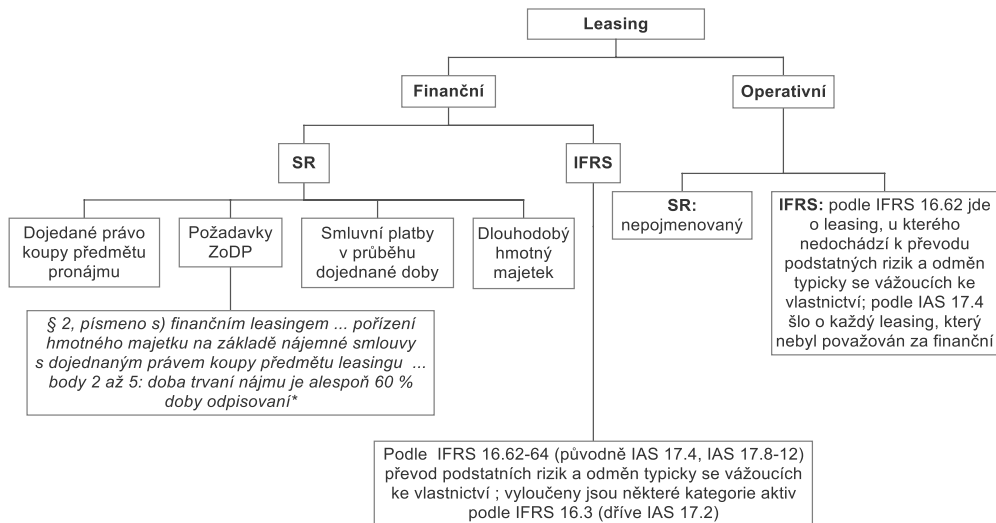 Leasing
Finanční
Operativní
SR
IFRS
SR:
nepojmenovaný
IFRS: podle IFRS 16.62 jde
o leasing, u kterého
nedochází k převodu
podstatných rizik a odměn
typicky se vážoucích ke
vlastnictví; podle IAS 17.4
šlo o každý leasing, který
nebyl považován za finanční
Dojedané právo
koupy předmětu
pronájmu
Požadavky
ZoDP
Smluvní platby
v průběhu
dojednané doby
Dlouhodobý
hmotný
majetek
§ 2, písmeno s) finančním leasingem ... pořízení
hmotného majetku na základě nájemné smlouvy
s dojednaným právem koupy předmětu leasingu ...
body 2 až 5: doba trvaní nájmu je alespoň 60 %
doby odpisovaní*
Podle IFRS 16.62-64 (původně IAS 17.4, IAS 17.8-12)
převod podstatních rizik a odměn typicky se vážoucích
ke vlastnictví ; vyloučeny jsou některé kategorie aktiv
podle IFRS 16.3 (dříve IAS 17.2)